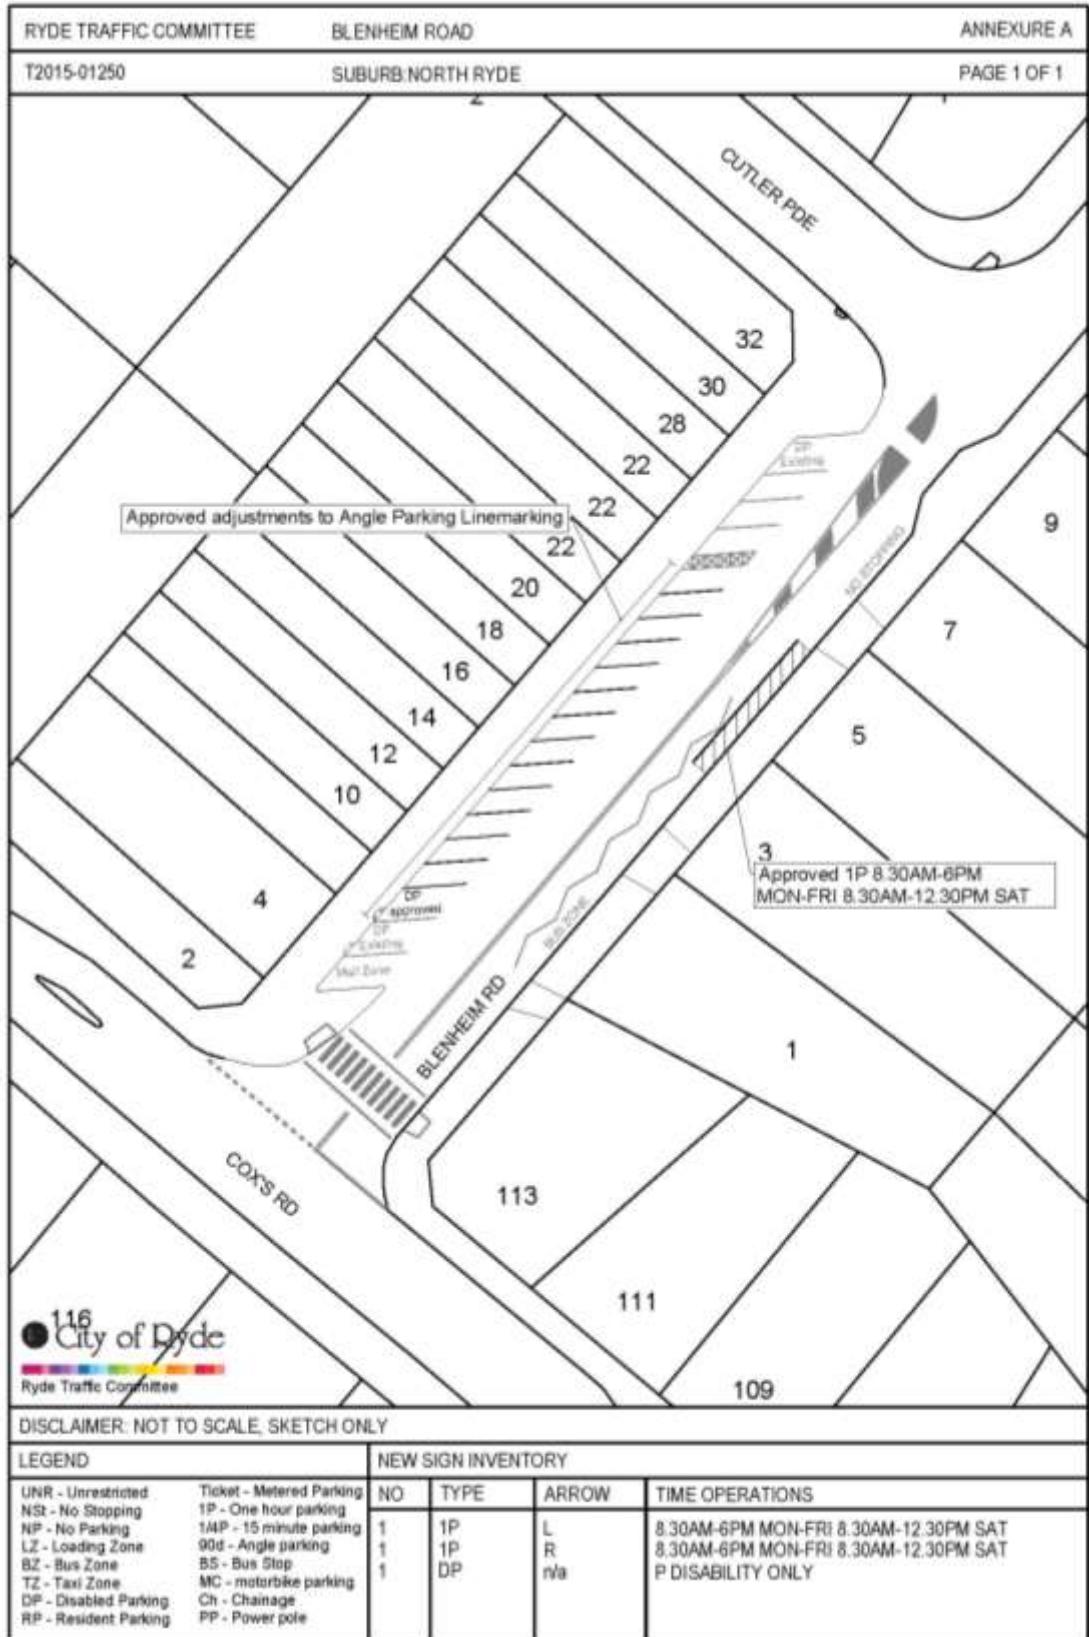 RYDE TRAFFIC COMMITTEE BLENHEIM ROAD ANNEXURE A
T2015-01250 SUBURB:NORTH RYDE PAGE 1 OF 1
CUTLER PDE
32
30
28
22
22
22
20
18
16
14
12
10
4
2
DP
Existing
Approved adjustments to Angle Parking Linemarking
NO STOPPING
9
7
5
3
Approved 1P 8.30AM-6PM
MON-FRI 8.30AM-12.30PM SAT
DP
approved
DP
Existing
Mail Zone
BUS ZONE
BLENHEIM RD
1
COX'S RD
113
111
109
116
City of Ryde
Ryde Traffic Committee
DISCLAIMER: NOT TO SCALE, SKETCH ONLY
LEGEND
UNR - Unrestricted
NSt - No Stopping
NP - No Parking
LZ - Loading Zone
BZ - Bus Zone
TZ - Taxi Zone
DP - Disabled Parking
RP - Resident Parking
Ticket - Metered Parking
1P - One hour parking
1/4P - 15 minute parking
90d - Angle parking
BS - Bus Stop
MC - motorbike parking
Ch - Chainage
PP - Power pole
NEW SIGN INVENTORY
NO TYPE ARROW TIME OPERATIONS
1 1P L 8.30AM-6PM MON-FRI 8.30AM-12.30PM SAT
1 1P R 8.30AM-6PM MON-FRI 8.30AM-12.30PM SAT
1 DP n/a P DISABILITY ONLY